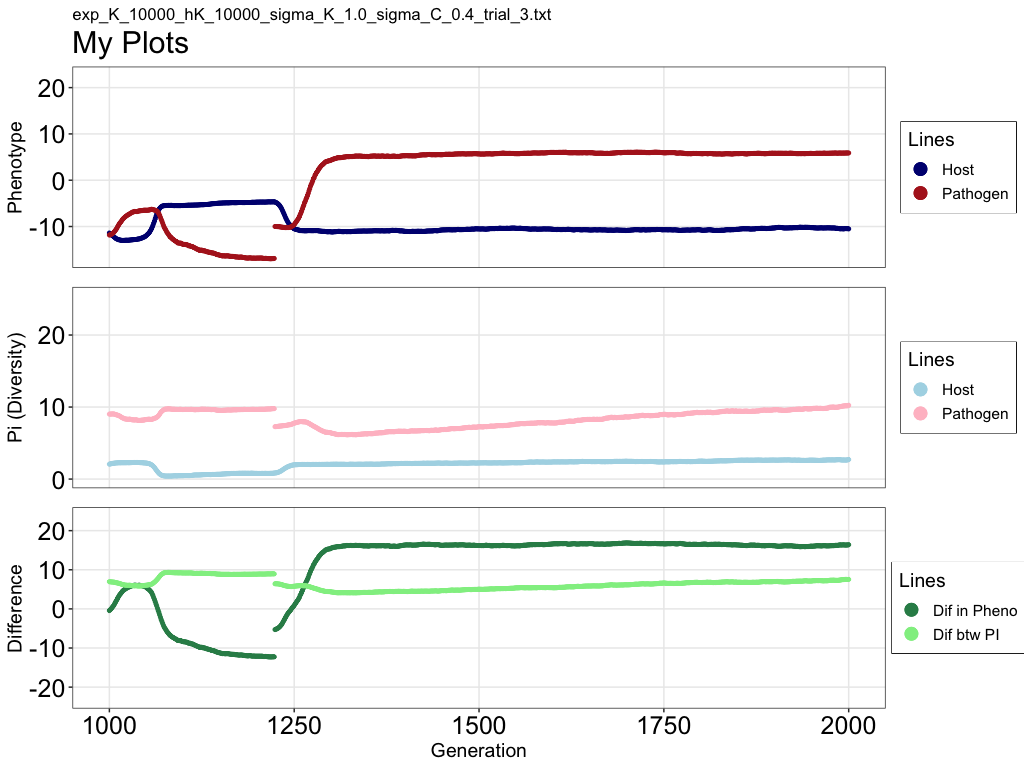 exp_K_10000_hK_10000_sigma_K_1.0_sigma_C_0.4_trial_3.txt
My Plots
Phenotype
20
10
0
-10
Lines
Host
Pathogen
Pi (Diversity)
20
10
0
Lines
Host
Pathogen
Difference
20
10
0
-10
-20
Lines
Dif in Pheno
Dif btw PI
1000 1250 1500 1750 2000
Generation